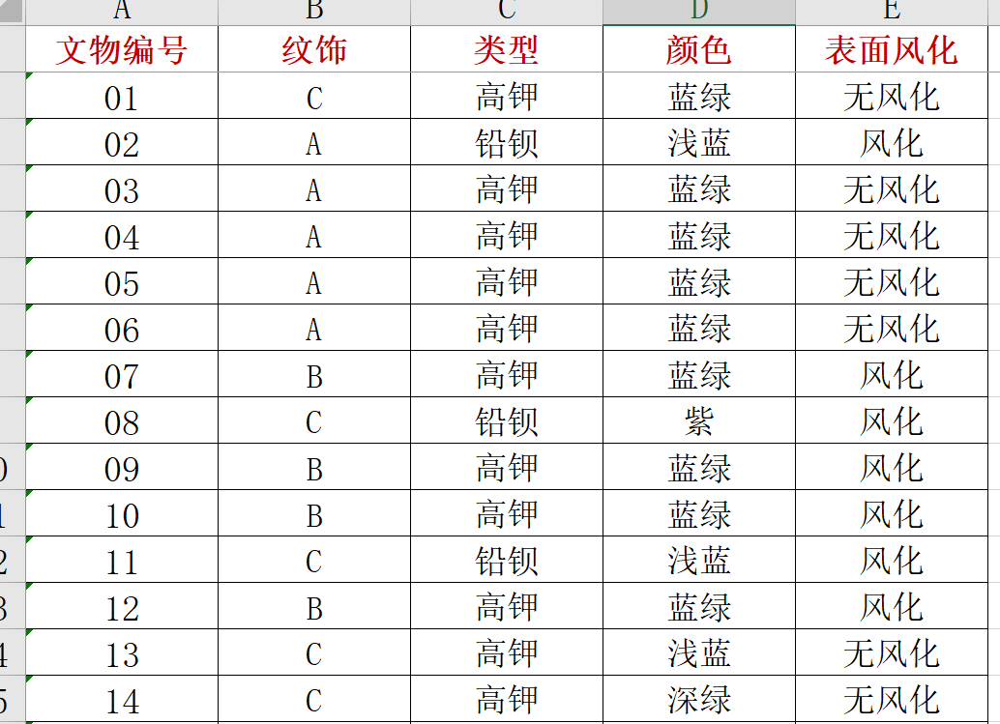 A B C D E
文物编号 纹饰 类型 颜色 表面风化
01 C 高钾 蓝绿 无风化
02 A 铅钡 浅蓝 风化
03 A 高钾 蓝绿 无风化
04 A 高钾 蓝绿 无风化
05 A 高钾 蓝绿 无风化
06 A 高钾 蓝绿 无风化
07 B 高钾 蓝绿 风化
08 C 铅钡 紫 风化
0 09 B 高钾 蓝绿 风化
1 10 B 高钾 蓝绿 风化
2 11 C 铅钡 浅蓝 风化
3 12 B 高钾 蓝绿 风化
4 13 C 高钾 浅蓝 无风化
5 14 C 高钾 深绿 无风化